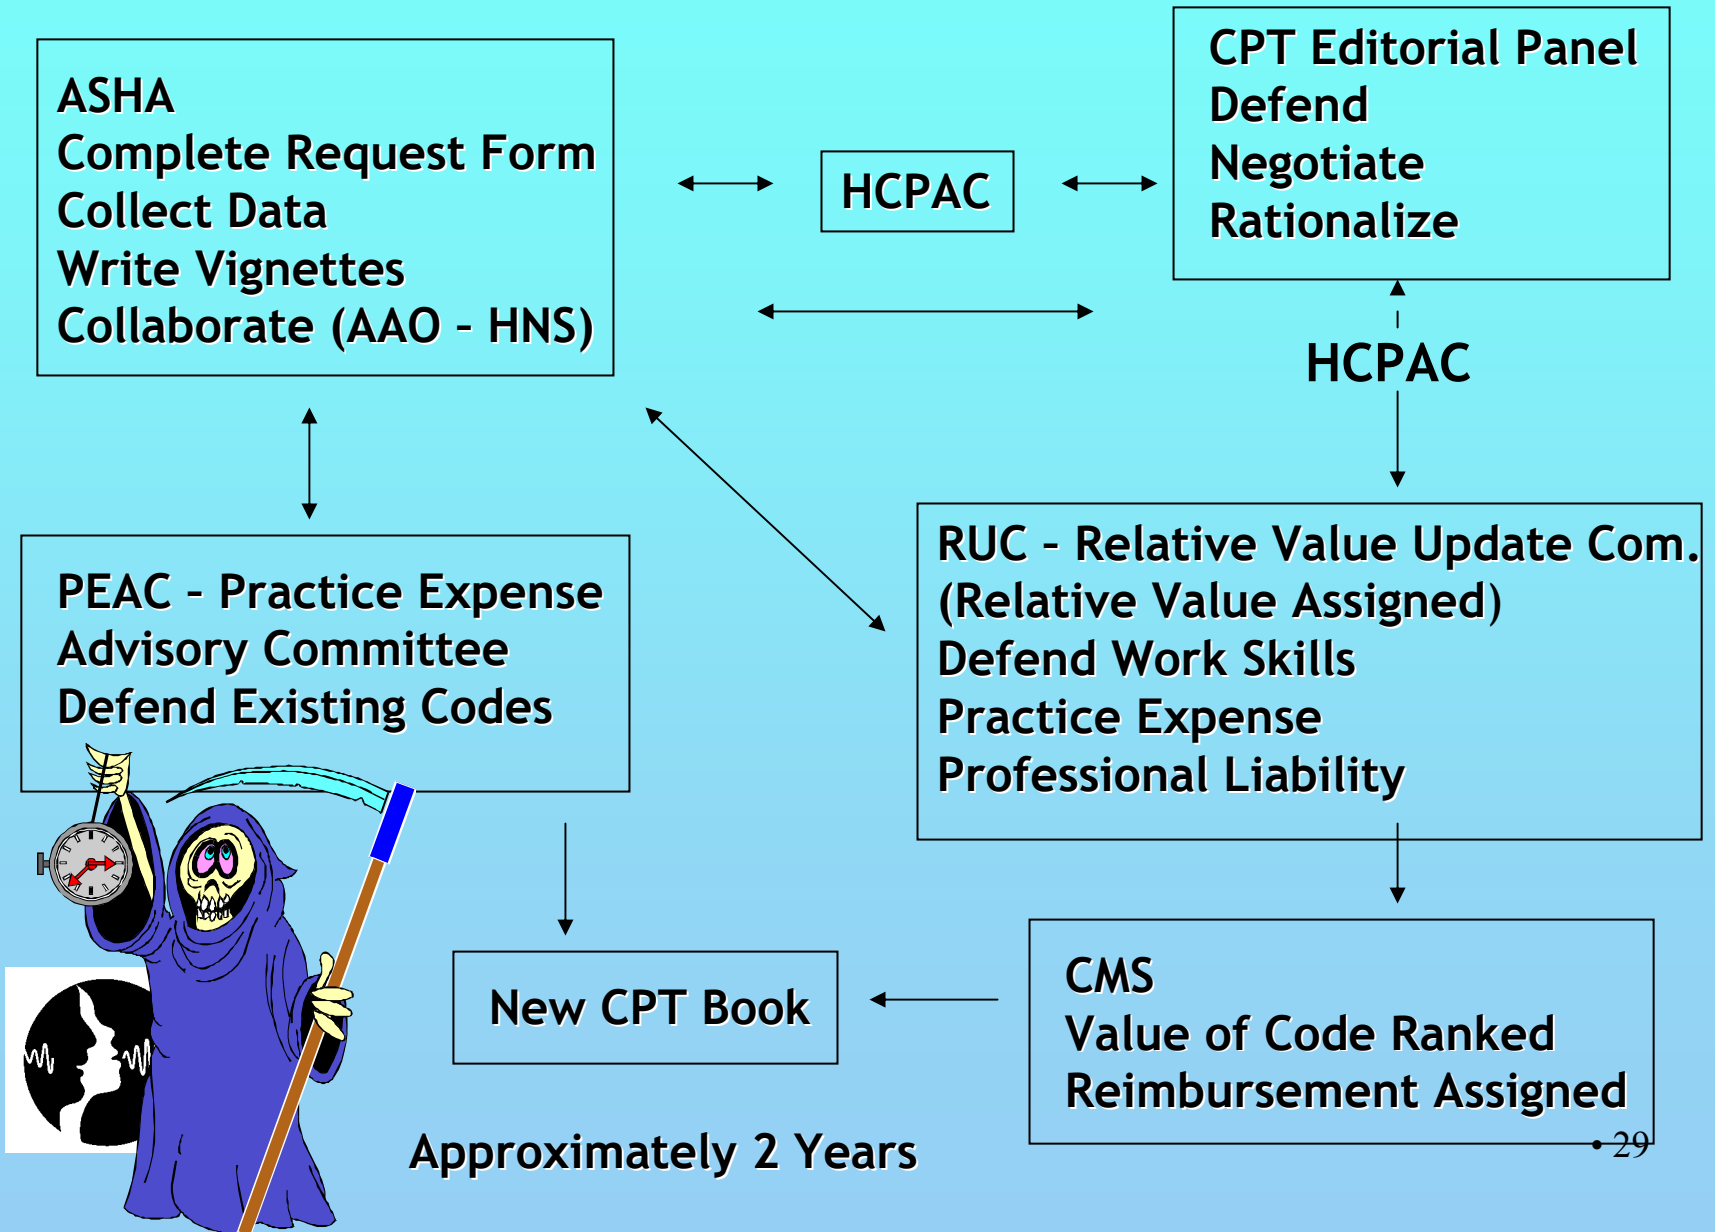 ASHA
Complete Request Form
Collect Data
Write Vignettes
Collaborate (AAO – HNS)
HCPAC
CPT Editorial Panel
Defend
Negotiate
Rationalize
HCPAC
PEAC – Practice Expense
Advisory Committee
Defend Existing Codes
RUC – Relative Value Update Com.
(Relative Value Assigned)
Defend Work Skills
Practice Expense
Professional Liability
New CPT Book
CMS
Value of Code Ranked
Reimbursement Assigned
Approximately 2 Years
• 29